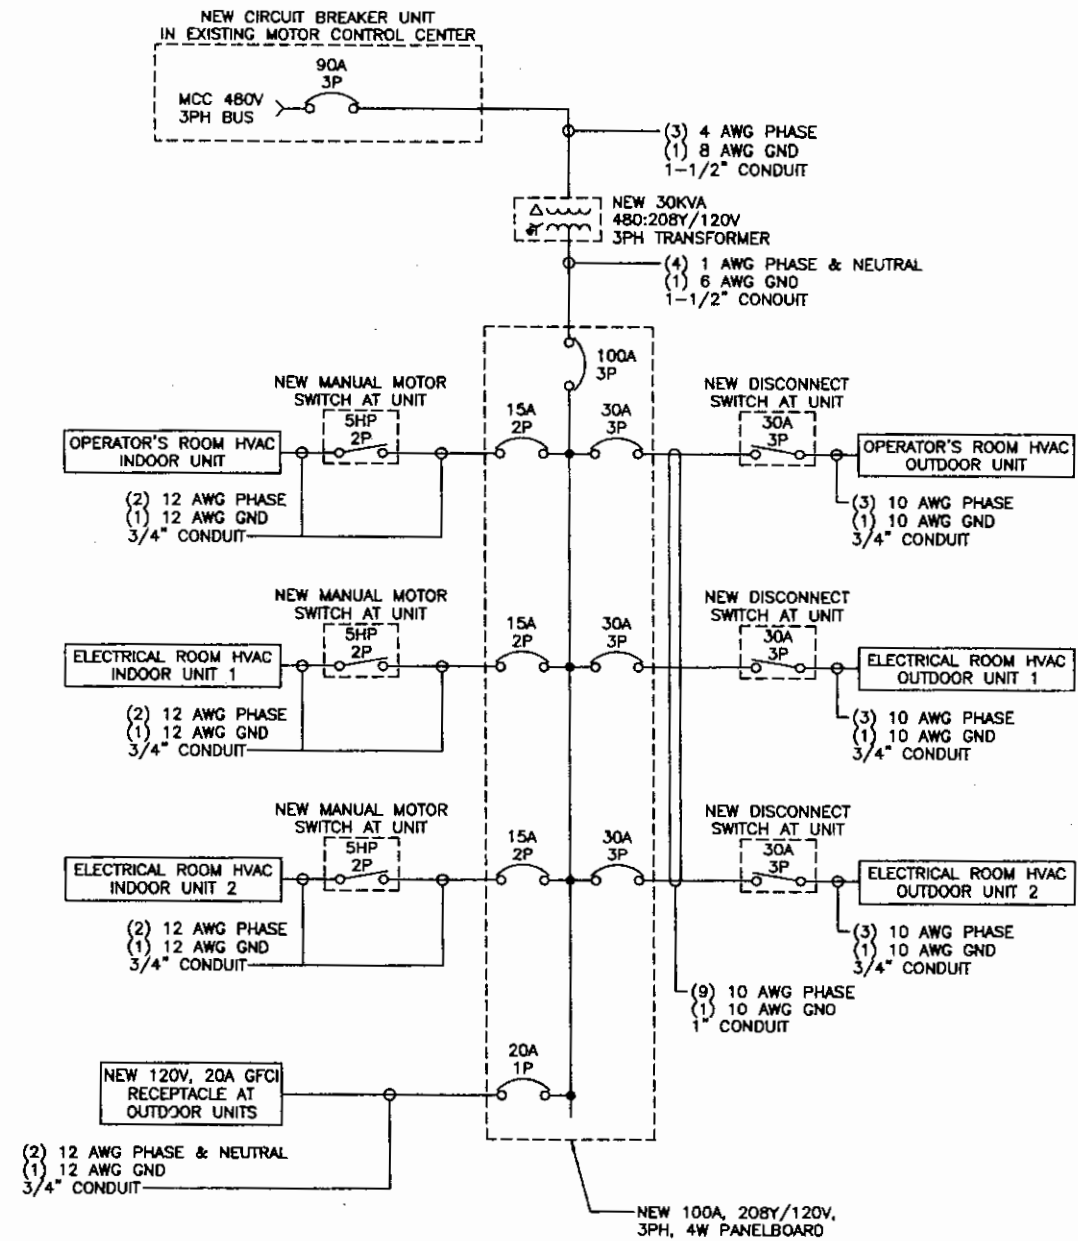 NEW CIRCUIT BREAKER UNIT
IN EXISTING MOTOR CONTROL CENTER
90A
3P
MCC 480V
3PH BUS
(3) 4 AWG PHASE
(1) 8 AWG GND
1-1/2" CONDUIT
NEW 30KVA
480:208Y/120V
3PH TRANSFORMER
(4) 1 AWG PHASE & NEUTRAL
(1) 6 AWG GND
1-1/2" CONOUIT
100A
3P
NEW MANUAL MOTOR
SWITCH AT UNIT
5HP
2P
15A
2P
30A
3P
NEW DISCONNECT
SWITCH AT UNIT
30A
3P
OPERATOR'S ROOM HVAC
INDOOR UNIT
OPERATOR'S ROOM HVAC
OUTDOOR UNIT
(2) 12 AWG PHASE
(1) 12 AWG GND
3/4" CONDUIT
(3) 10 AWG PHASE
(1) 10 AWG GND
3/4" CONDUIT
NEW MANUAL MOTOR
SWITCH AT UNIT
5HP
2P
15A
2P
30A
3P
NEW DISCONNECT
SWITCH AT UNIT
30A
3P
ELECTRICAL ROOM HVAC
INDOOR UNIT 1
ELECTRICAL ROOM HVAC
OUTDOOR UNIT 1
(2) 12 AWG PHASE
(1) 12 AWG GND
3/4" CONDUIT
(3) 10 AWG PHASE
(1) 10 AWG GND
3/4" CONDUIT
NEW MANUAL MOTOR
SWITCH AT UNIT
5HP
2P
15A
2P
30A
3P
NEW DISCONNECT
SWITCH AT UNIT
30A
3P
ELECTRICAL ROOM HVAC
INDOOR UNIT 2
ELECTRICAL ROOM HVAC
OUTDOOR UNIT 2
(2) 12 AWG PHASE
(1) 12 AWG GND
3/4" CONDUIT
(3) 10 AWG PHASE
(1) 10 AWG GND
3/4" CONDUIT
(9) 10 AWG PHASE
(1) 10 AWG GNO
1" CONDUIT
20A
1P
NEW 120V, 20A GFCI
RECEPTACLE AT
OUTDOOR UNITS
(2) 12 AWG PHASE & NEUTRAL
(1) 12 AWG GND
3/4" CONDUIT
NEW 100A, 208Y/120V,
3PH, 4W PANELBOARD